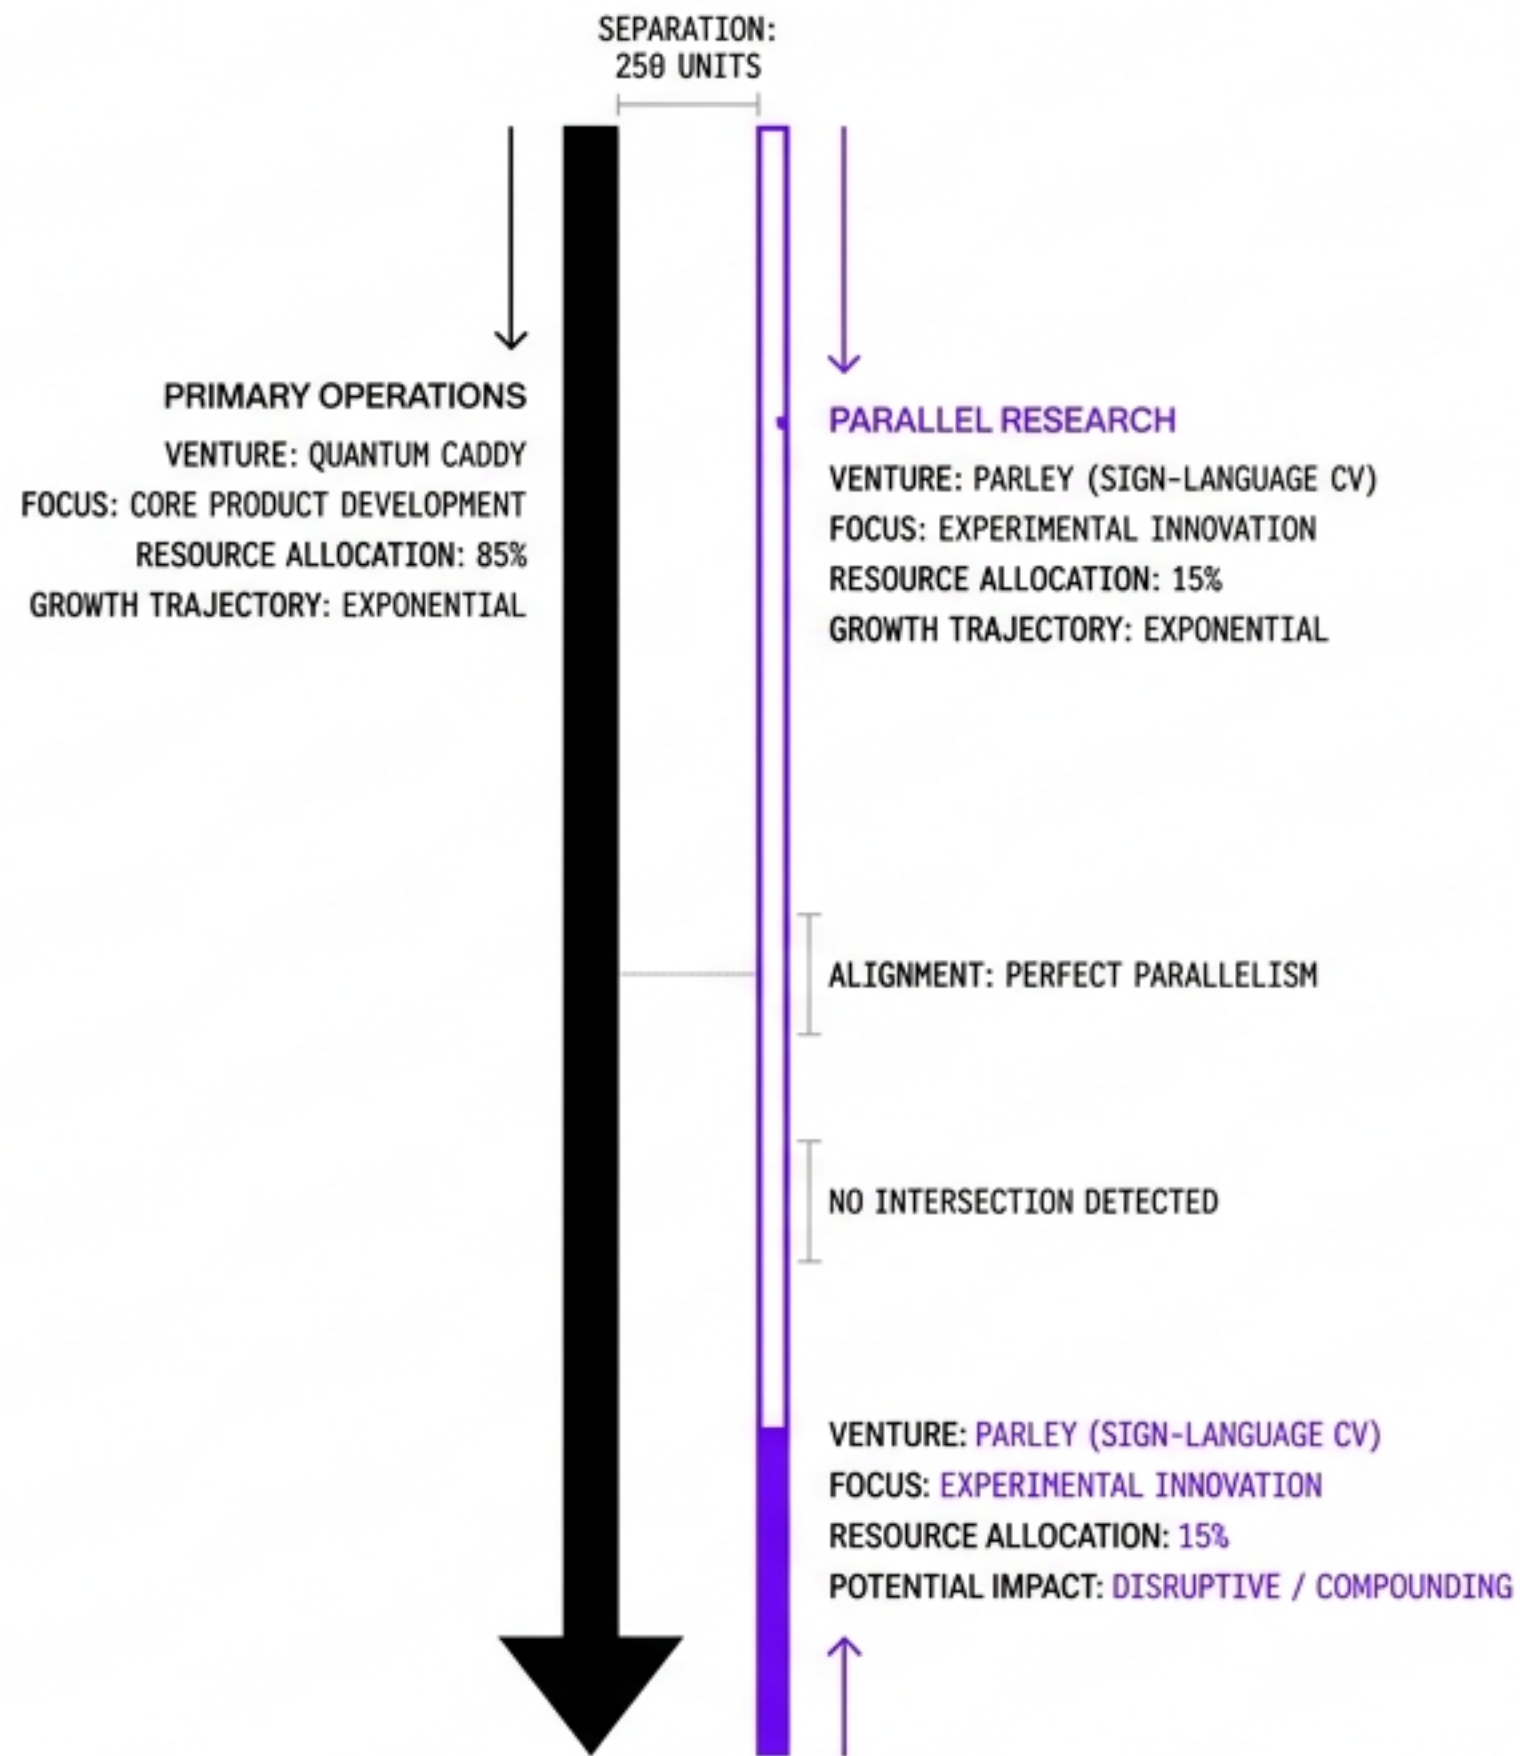 SEPARATION:
250 UNITS
PRIMARY OPERATIONS
VENTURE: QUANTUM CADDY
FOCUS: CORE PRODUCT DEVELOPMENT
RESOURCE ALLOCATION: 85%
GROWTH TRAJECTORY: EXPONENTIAL
PARALLEL RESEARCH
VENTURE: PARLEY (SIGN-LANGUAGE CV)
FOCUS: EXPERIMENTAL INNOVATION
RESOURCE ALLOCATION: 15%
GROWTH TRAJECTORY: EXPONENTIAL
ALIGNMENT: PERFECT PARALLELISM
NO INTERSECTION DETECTED
VENTURE: PARLEY (SIGN-LANGUAGE CV)
FOCUS: EXPERIMENTAL INNOVATION
RESOURCE ALLOCATION: 15%
POTENTIAL IMPACT: DISRUPTIVE / COMPOUNDING